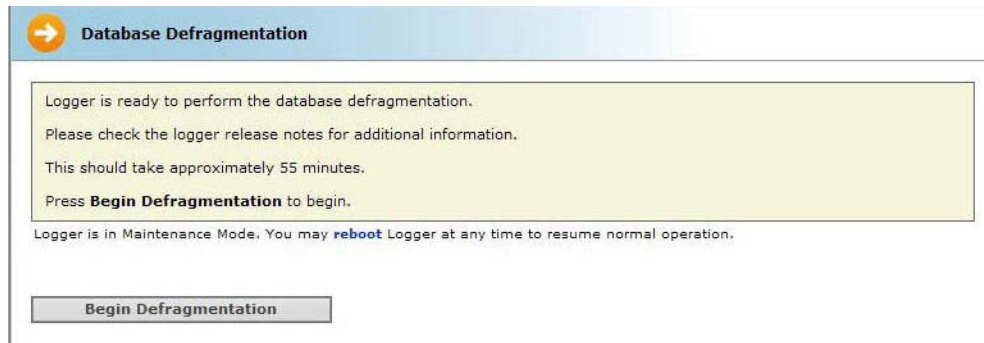 Database Defragmentation
Logger is ready to perform the database defragmentation.
Please check the logger release notes for additional information.
This should take approximately 55 minutes.
Press Begin Defragmentation to begin.
Logger is in Maintenance Mode. You may reboot Logger at any time to resume normal operation.
Begin Defragmentation